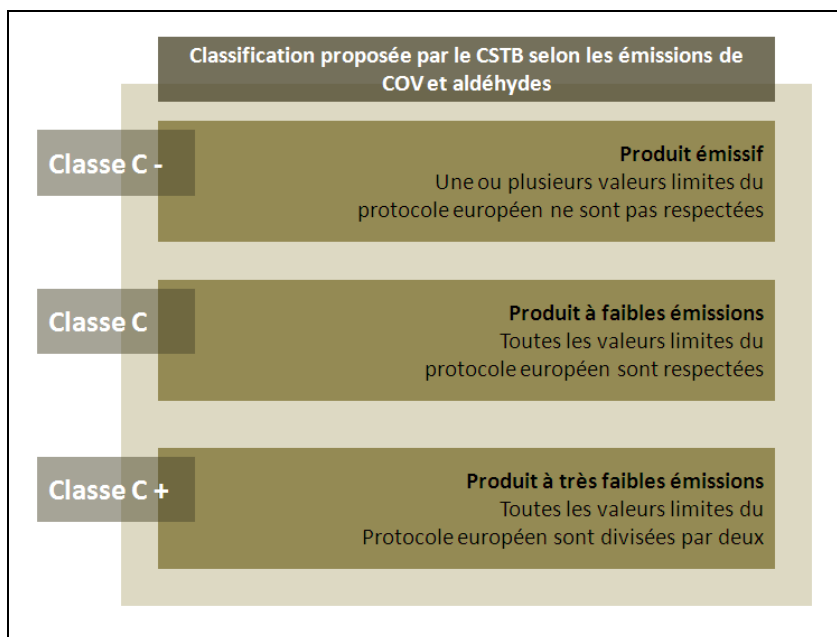 Classification proposée par le CSTB selon les émissions de
COV et aldéhydes
Classe C -
Produit émissif
Une ou plusieurs valeurs limites du
protocole européen ne sont pas respectées
Classe C
Produit à faibles émissions
Toutes les valeurs limites du
protocole européen sont respectées
Classe C +
Produit à très faibles émissions
Toutes les valeurs limites du
Protocole européen sont divisées par deux